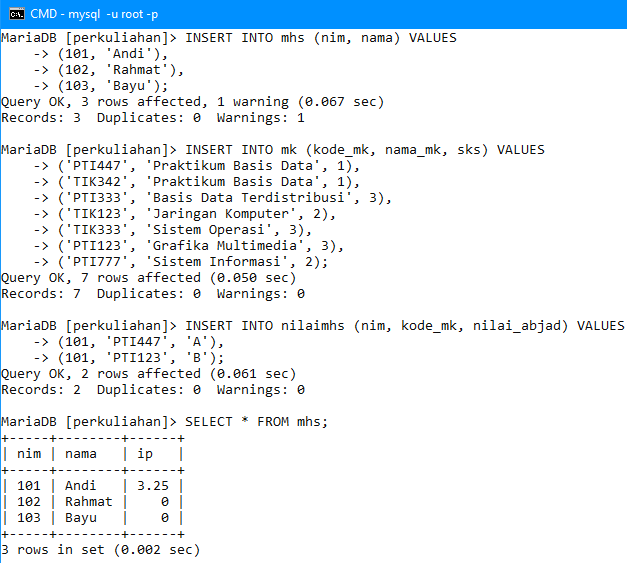 CMD - mysql  -u root -p
MariaDB [perkuliahan]> INSERT INTO mhs (nim, nama) VALUES
    -> (101, 'Andi'),
    -> (102, 'Rahmat'),
    -> (103, 'Bayu');
Query OK, 3 rows affected, 1 warning (0.067 sec)
Records: 3  Duplicates: 0  Warnings: 1

MariaDB [perkuliahan]> INSERT INTO mk (kode_mk, nama_mk, sks) VALUES
    -> ('PTI447', 'Praktikum Basis Data', 1),
    -> ('TIK342', 'Praktikum Basis Data', 1),
    -> ('PTI333', 'Basis Data Terdistribusi', 3),
    -> ('TIK123', 'Jaringan Komputer', 2),
    -> ('TIK333', 'Sistem Operasi', 3),
    -> ('PTI123', 'Grafika Multimedia', 3),
    -> ('PTI777', 'Sistem Informasi', 2);
Query OK, 7 rows affected (0.050 sec)
Records: 7  Duplicates: 0  Warnings: 0

MariaDB [perkuliahan]> INSERT INTO nilaimhs (nim, kode_mk, nilai_abjad) VALUES
    -> (101, 'PTI447', 'A'),
    -> (101, 'PTI123', 'B');
Query OK, 2 rows affected (0.061 sec)
Records: 2  Duplicates: 0  Warnings: 0

MariaDB [perkuliahan]> SELECT * FROM mhs;
+-----+--------+------+
| nim | nama   | ip   |
+-----+--------+------+
| 101 | Andi   | 3.25 |
| 102 | Rahmat |    0 |
| 103 | Bayu   |    0 |
+-----+--------+------+
3 rows in set (0.002 sec)